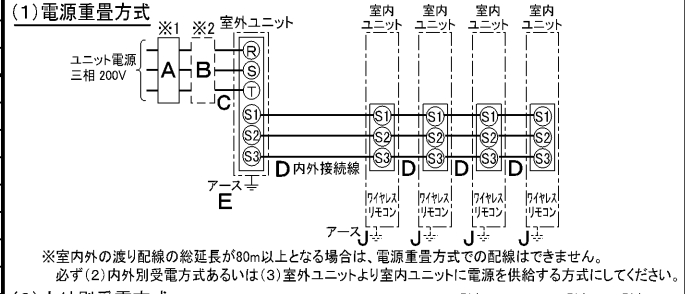 (1)電源重畳方式
※1 ※2 室外ユニット 室内ユニット 室内ユニット 室内ユニット 室内ユニット
ユニット電源
三相 200V
A B C
R
S
T
S1 S1 S1 S1 S1
S2 S2 S2 S2 S2
S3 S3 S3 S3 S3
D 内外接続線 D D D
アース
E
ワイヤレスリモコン ワイヤレスリモコン ワイヤレスリモコン ワイヤレスリモコン
アース J J J J
※室内外の渡り配線の総延長が80m以上となる場合は、電源重畳方式での配線はできません。
必ず(2)内外別受電方式あるいは(3)室外ユニットより室内ユニットに電源を供給する方式にしてください。